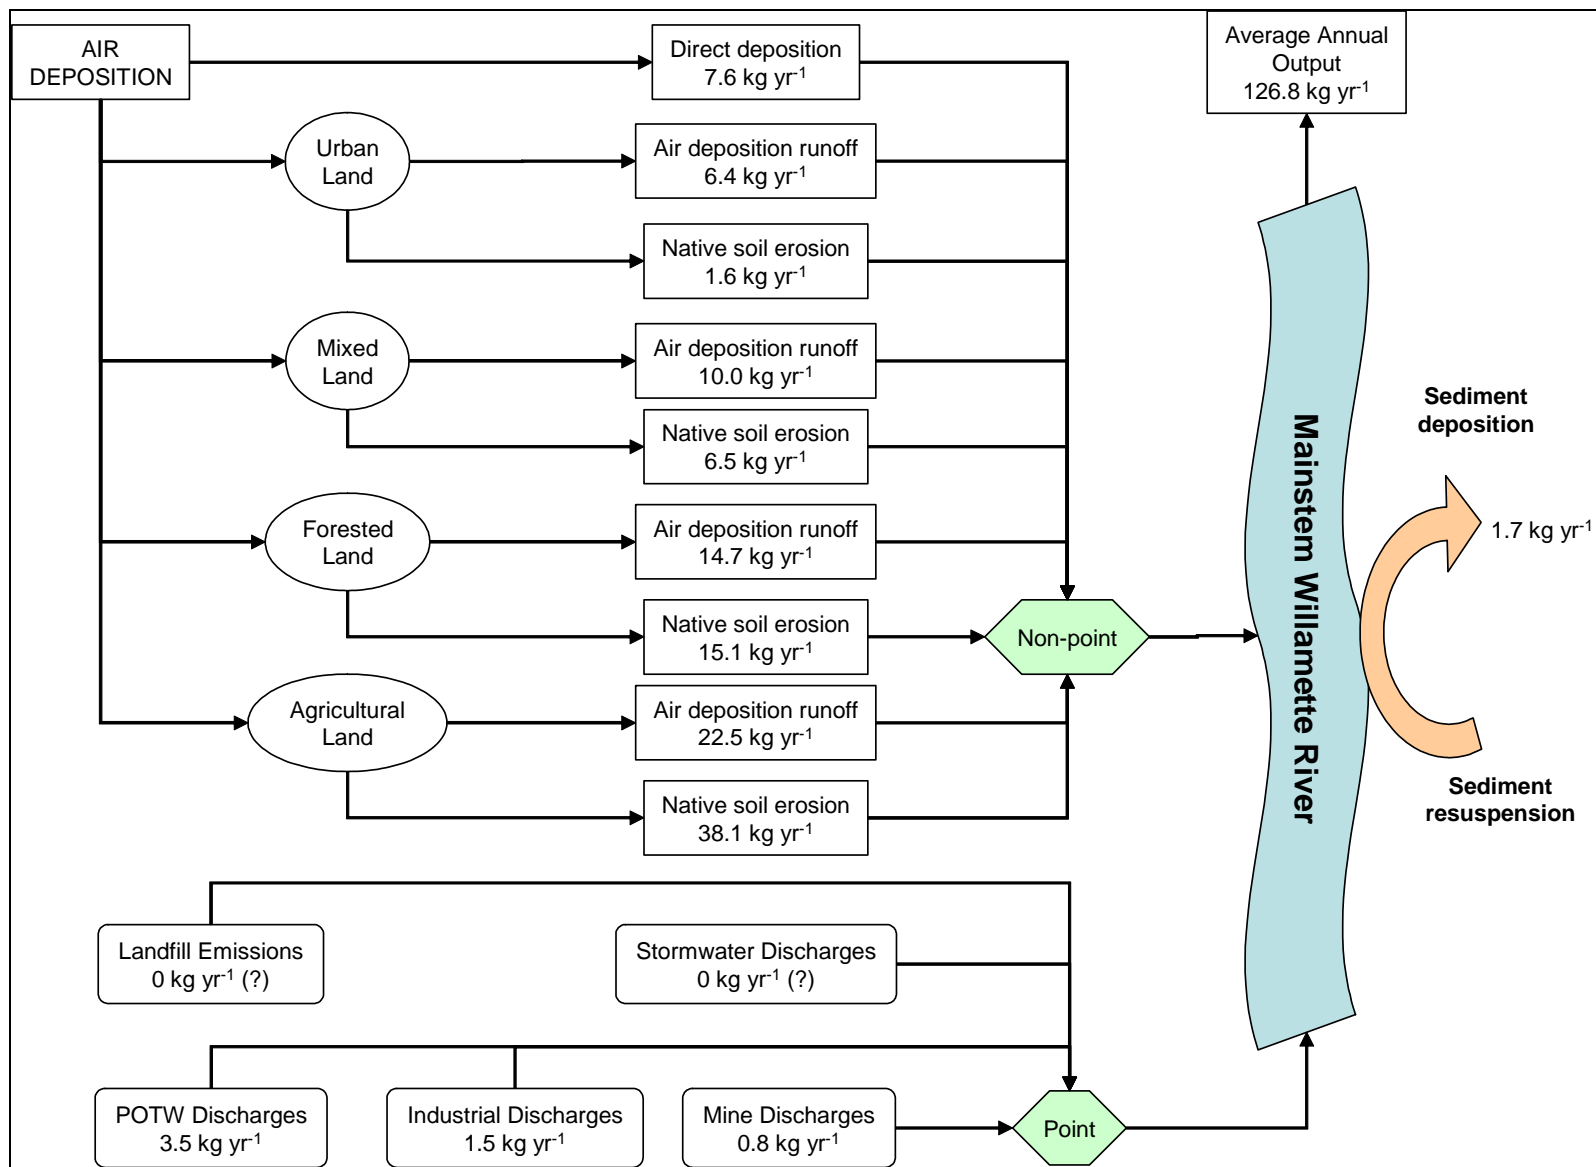 AIR
DEPOSITION
Direct deposition
7.6 kg yr⁻¹
Average Annual
Output
126.8 kg yr⁻¹
Urban
Land
Air deposition runoff
6.4 kg yr⁻¹
Native soil erosion
1.6 kg yr⁻¹
Mixed
Land
Air deposition runoff
10.0 kg yr⁻¹
Native soil erosion
6.5 kg yr⁻¹
Forested
Land
Air deposition runoff
14.7 kg yr⁻¹
Native soil erosion
15.1 kg yr⁻¹
Agricultural
Land
Air deposition runoff
22.5 kg yr⁻¹
Native soil erosion
38.1 kg yr⁻¹
Non-point
Mainstem Willamette River
Sediment
deposition
1.7 kg yr⁻¹
Sediment
resuspension
Landfill Emissions
0 kg yr⁻¹ (?)
Stormwater Discharges
0 kg yr⁻¹ (?)
POTW Discharges
3.5 kg yr⁻¹
Industrial Discharges
1.5 kg yr⁻¹
Mine Discharges
0.8 kg yr⁻¹
Point